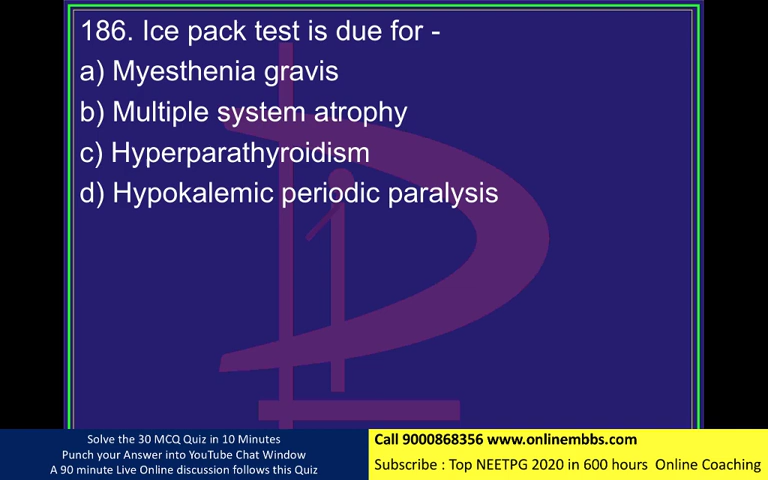 186. Ice pack test is due for -
a) Myesthenia gravis
b) Multiple system atrophy
c) Hyperparathyroidism
d) Hypokalemic periodic paralysis
Solve the 30 MCQ Quiz in 10 Minutes
Punch your Answer into YouTube Chat Window
A 90 minute Live Online discussion follows this Quiz
Call 9000868356 www.onlinembbs.com
Subscribe : Top NEETPG 2020 in 600 hours Online Coaching